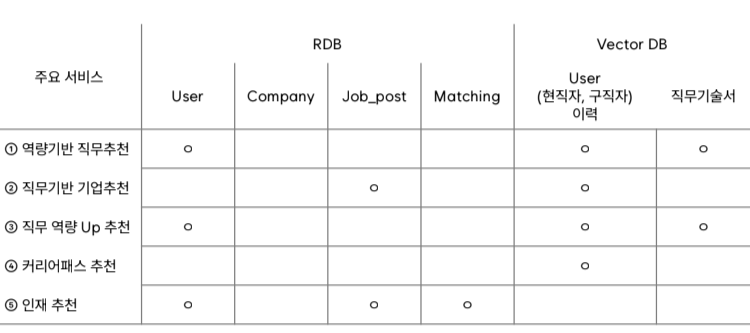 RDB
Vector DB
주요 서비스
User
Company
Job_post
Matching
User
(현직자, 구직자)
이력
직무기술서
① 역량기반 직무추천 ○ ○ ○
② 직무기반 기업추천 ○ ○
③ 직무 역량 Up 추천 ○ ○ ○
④ 커리어패스 추천 ○
⑤ 인재 추천 ○ ○ ○